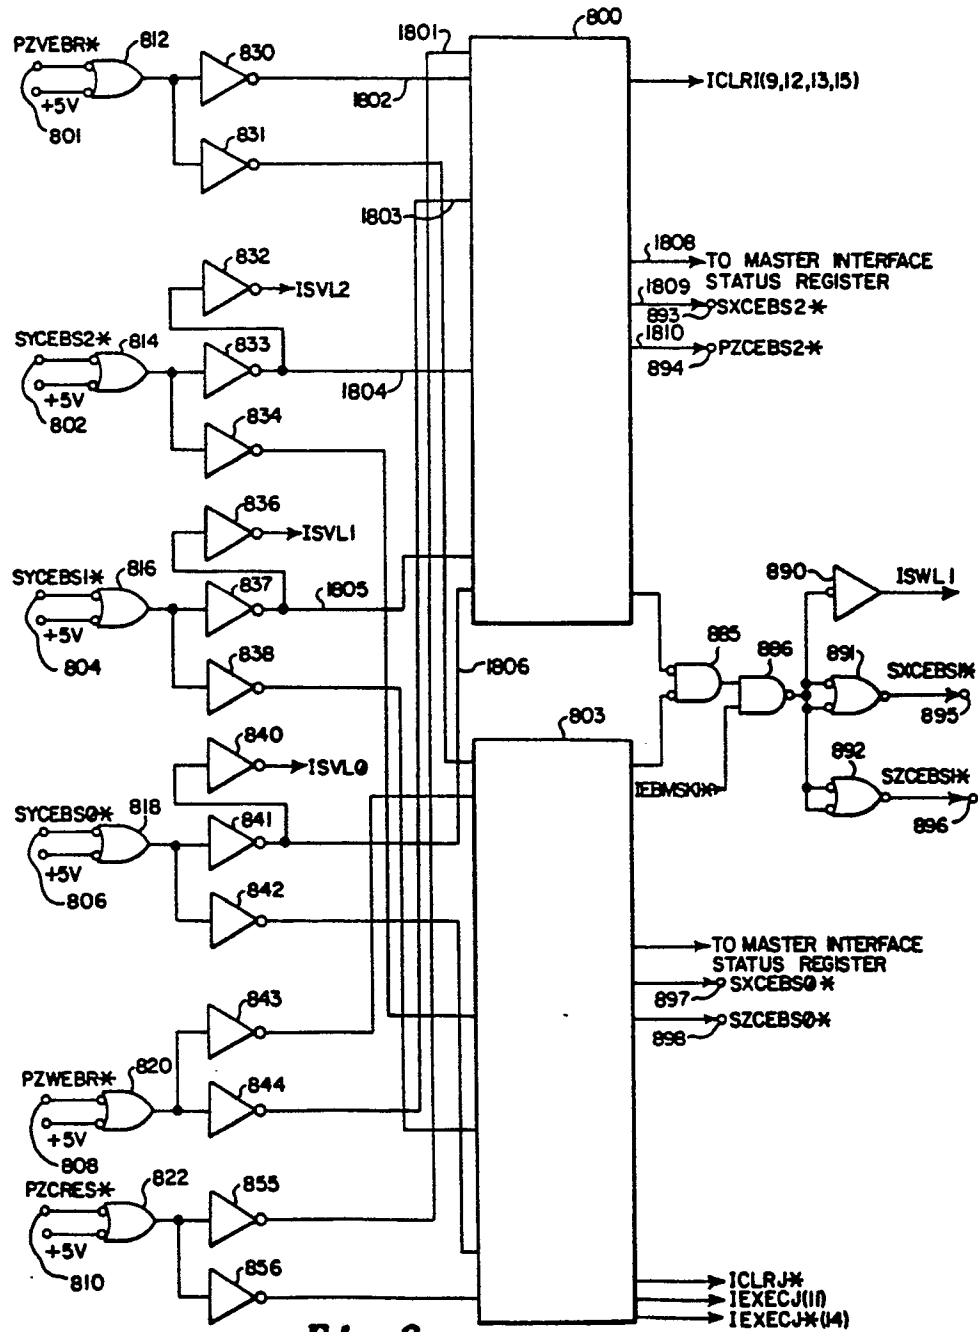 1801
800
PZVEBR*
812
830
ICLRI(9,12,13,15)
1802
+5V
801
831
1803
832
ISVL2
1808
TO MASTER INTERFACE
STATUS REGISTER
1809
893
SXCEBS2*
1810
894
PZCEBS2*
SYCEBS2*
814
833
1804
+5V
802
834
836
ISVL1
SYCEBS1*
816
837
1805
+5V
804
838
890
ISWL1
885
886
891
SXCEBS1*
895
1806
803
840
ISVL0
IEBMSK1*
892
SZCEBS1*
896
SYCEBS0*
818
841
+5V
806
842
TO MASTER INTERFACE
STATUS REGISTER
897
SXCEBS0*
898
SZCEBS0*
843
PZWEBR*
820
844
+5V
808
PZCRES*
822
855
+5V
810
856
ICLRJ*
IEXECJ(11)
IEXECJ*(14)